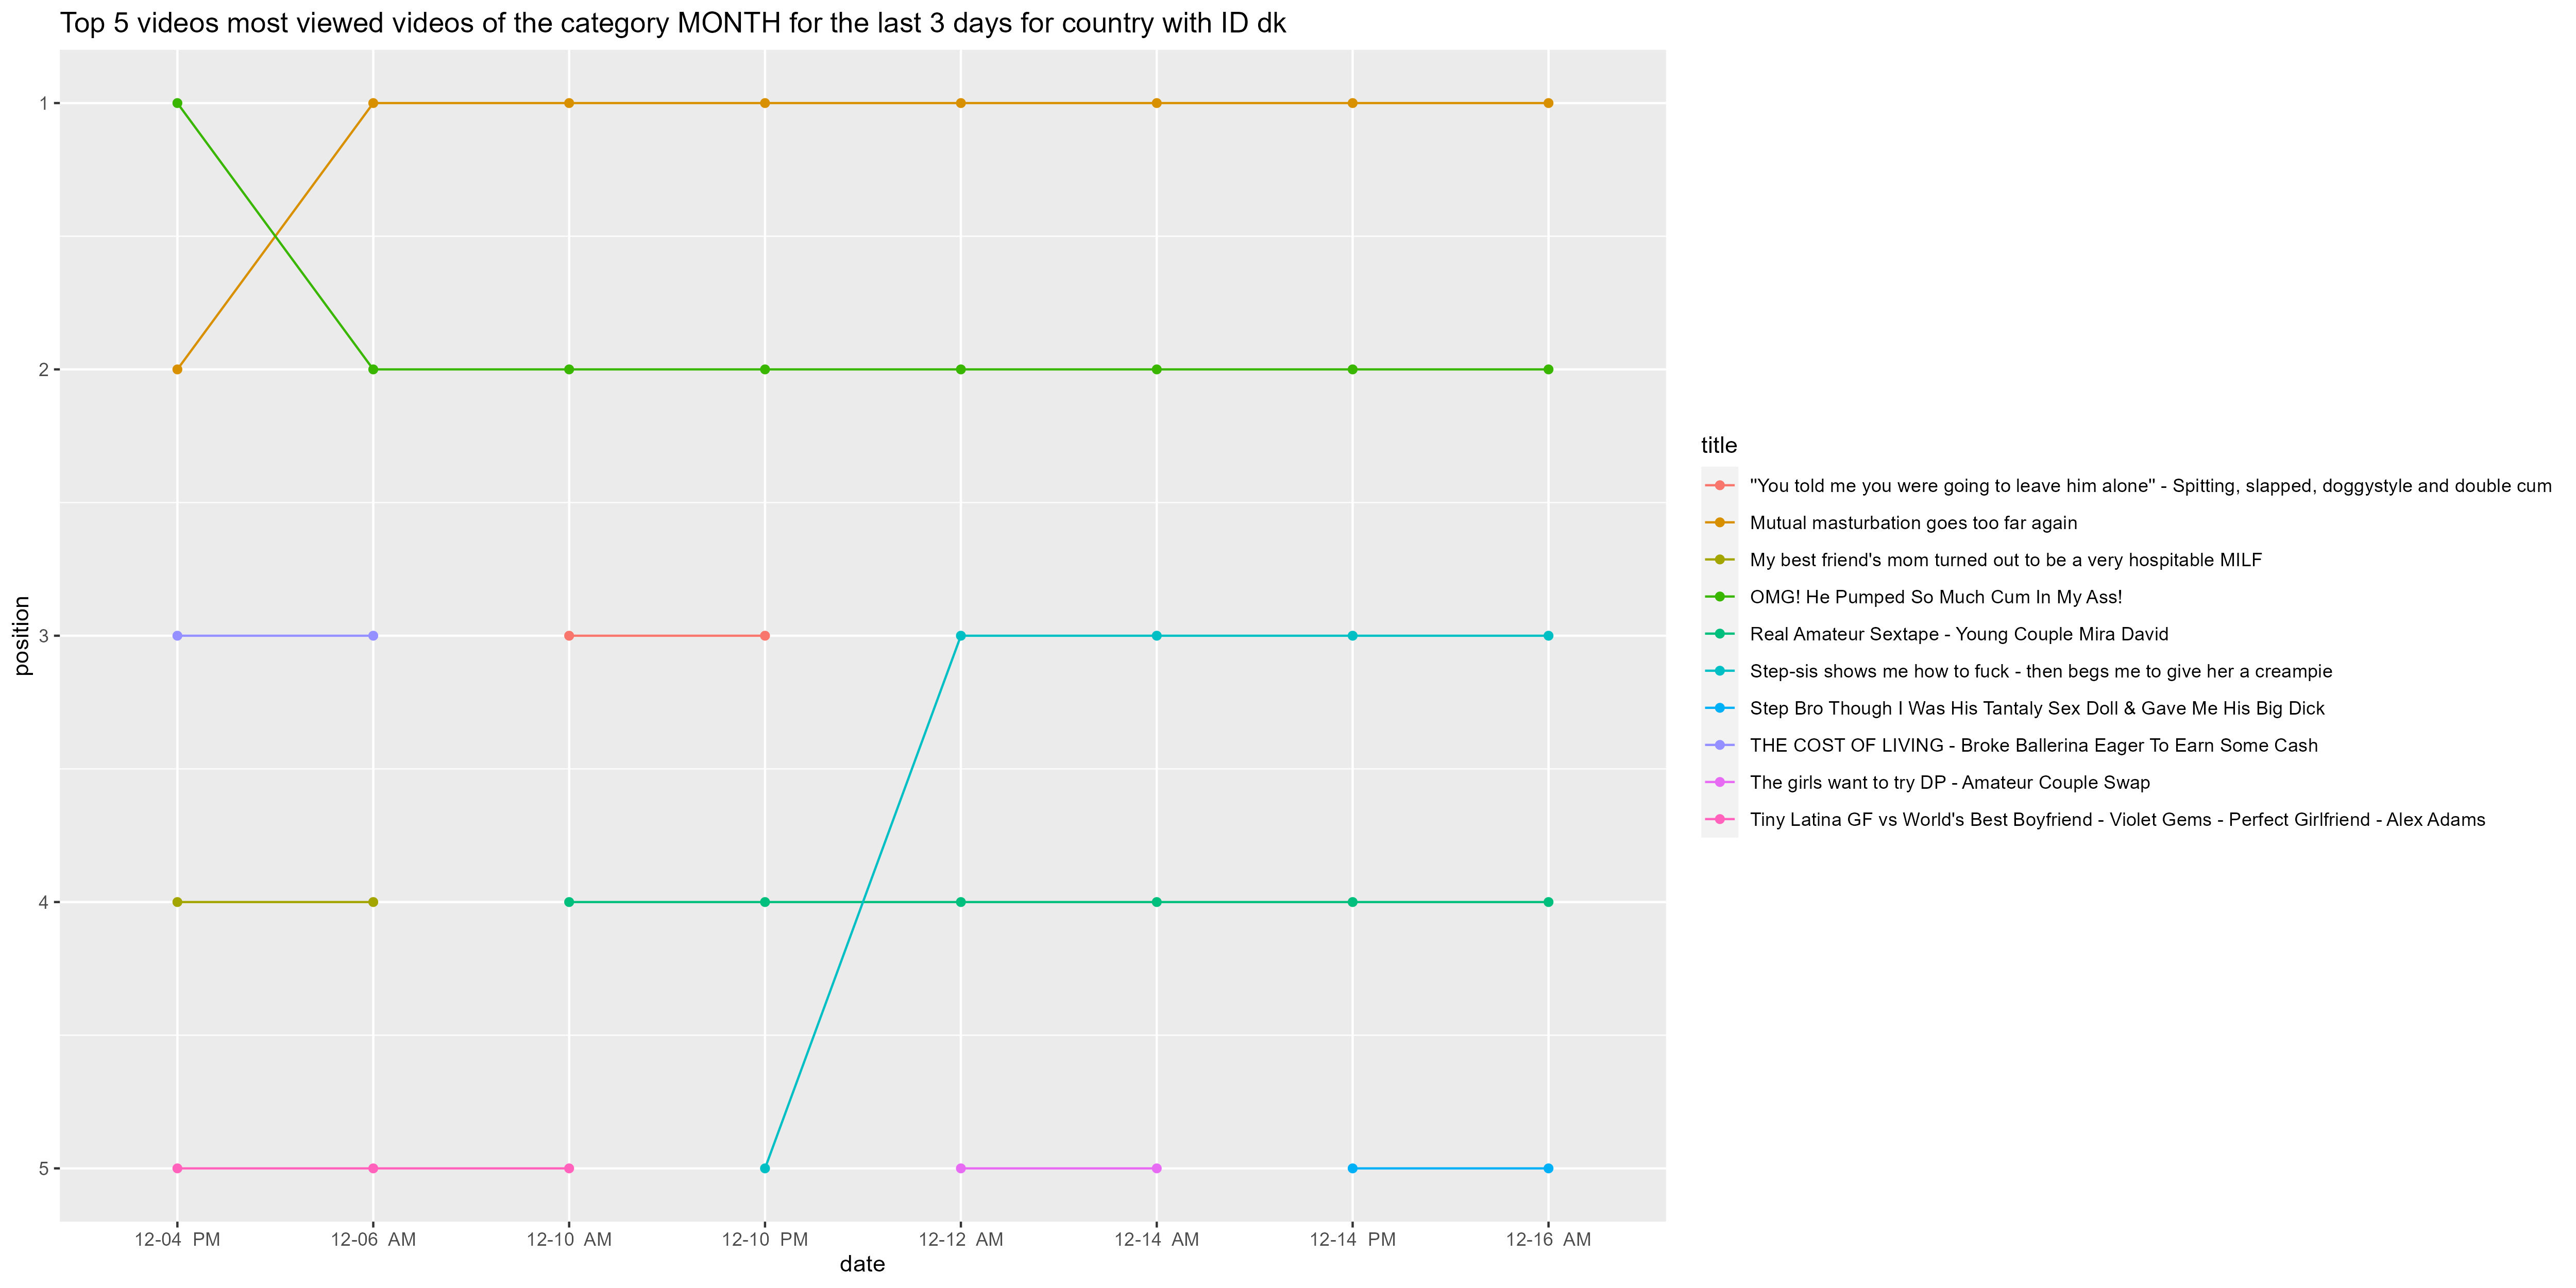 Top 5 videos most viewed videos of the category MONTH for the last 3 days for country with ID dk
position
1
2
3
4
5
12-04 PM
12-06 AM
12-10 AM
12-10 PM
12-12 AM
12-14 AM
12-14 PM
12-16 AM
date
title
"You told me you were going to leave him alone" - Spitting, slapped, doggystyle and double cum
Mutual masturbation goes too far again
My best friend's mom turned out to be a very hospitable MILF
OMG! He Pumped So Much Cum In My Ass!
Real Amateur Sextape - Young Couple Mira David
Step-sis shows me how to fuck - then begs me to give her a creampie
Step Bro Though I Was His Tantaly Sex Doll & Gave Me His Big Dick
THE COST OF LIVING - Broke Ballerina Eager To Earn Some Cash
The girls want to try DP - Amateur Couple Swap
Tiny Latina GF vs World's Best Boyfriend - Violet Gems - Perfect Girlfriend - Alex Adams